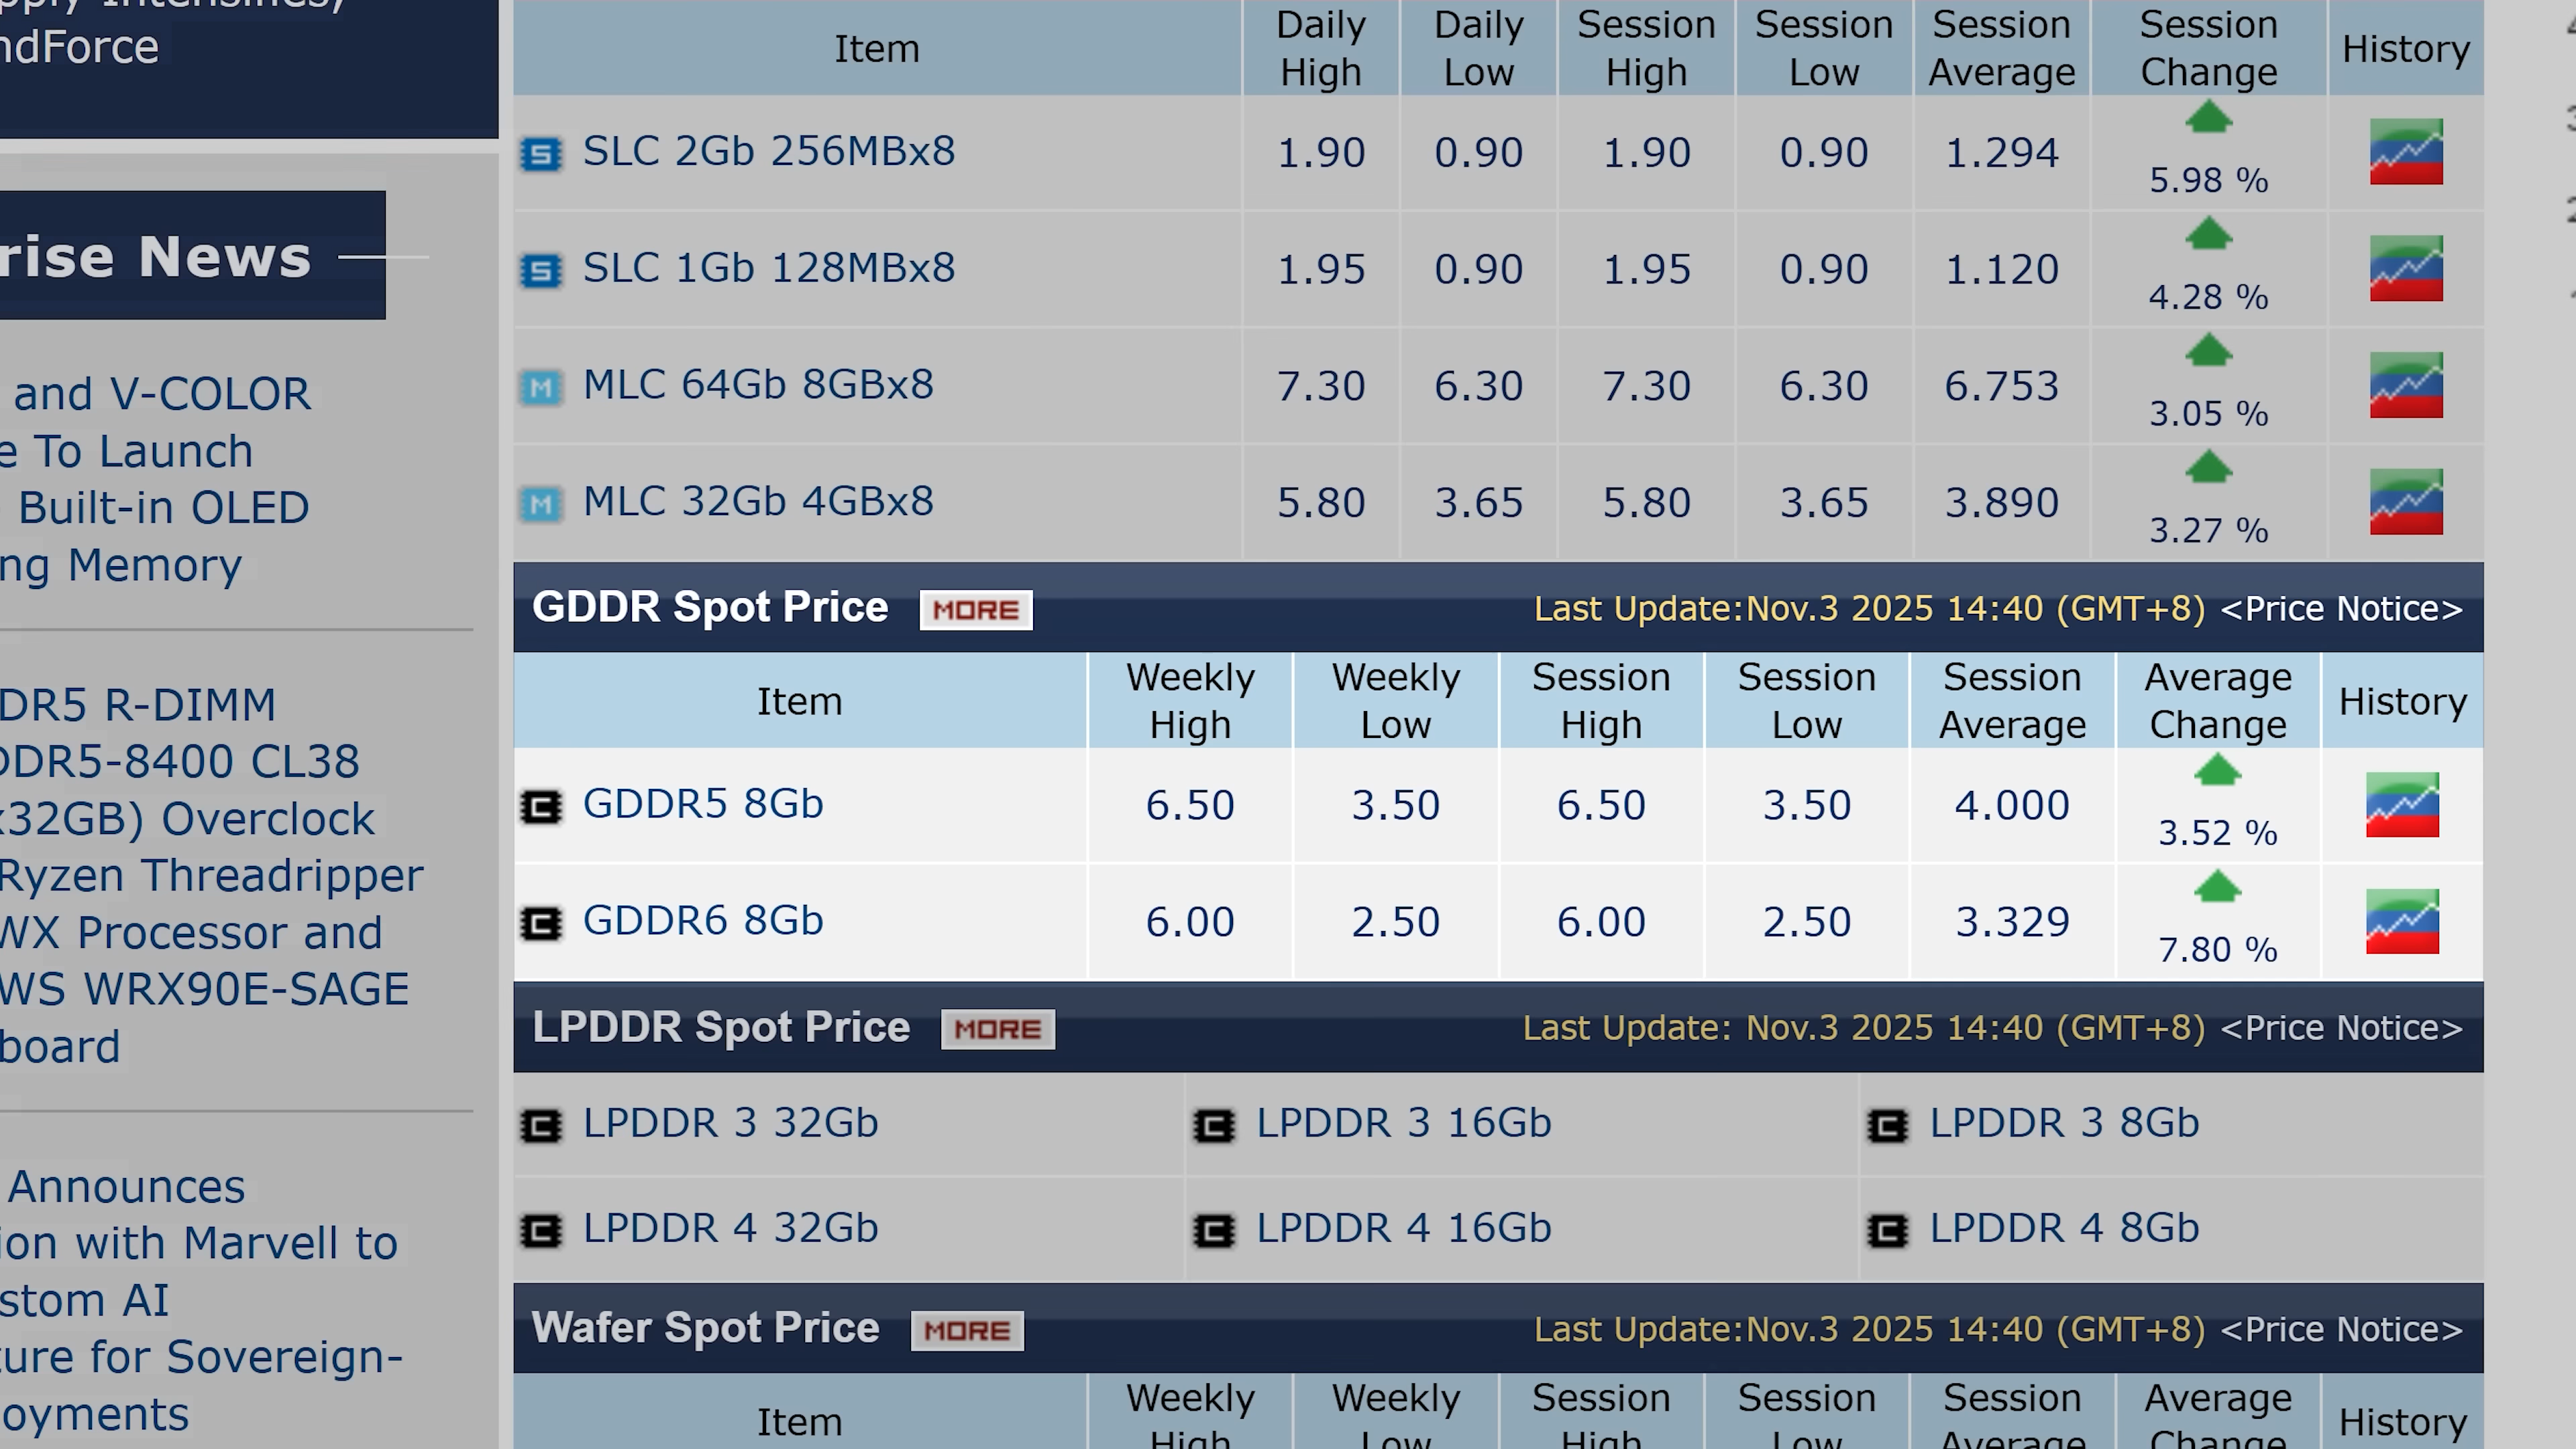 ndForce
rise News
and V-COLOR
e To Launch
Built-in OLED
ng Memory
DR5 R-DIMM
DDR5-8400 CL38
x32GB) Overclock
Ryzen Threadripper
WX Processor and
WS WRX90E-SAGE
board
Announces
ion with Marvell to
stom AI
ture for Sovereign-
oyments
Item Daily High Daily Low Session High Session Low Session Average Session Change History
SLC 2Gb 256MBx8 1.90 0.90 1.90 0.90 1.294 5.98 %
SLC 1Gb 128MBx8 1.95 0.90 1.95 0.90 1.120 4.28 %
MLC 64Gb 8GBx8 7.30 6.30 7.30 6.30 6.753 3.05 %
MLC 32Gb 4GBx8 5.80 3.65 5.80 3.65 3.890 3.27 %
GDDR Spot Price MORE Last Update:Nov.3 2025 14:40 (GMT+8) <Price Notice>
Item Weekly High Weekly Low Session High Session Low Session Average Average Change History
GDDR5 8Gb 6.50 3.50 6.50 3.50 4.000 3.52 %
GDDR6 8Gb 6.00 2.50 6.00 2.50 3.329 7.80 %
LPDDR Spot Price MORE Last Update: Nov.3 2025 14:40 (GMT+8) <Price Notice>
LPDDR 3 32Gb LPDDR 3 16Gb LPDDR 3 8Gb
LPDDR 4 32Gb LPDDR 4 16Gb LPDDR 4 8Gb
Wafer Spot Price MORE Last Update:Nov.3 2025 14:40 (GMT+8) <Price Notice>
Item Weekly High Weekly Low Session High Session Low Session Average Average Change History